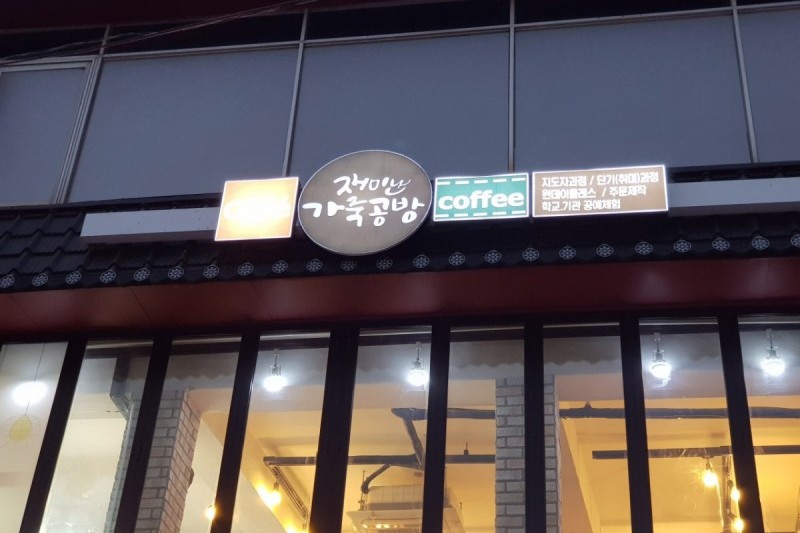 재미난
가죽공방
coffee
지도자과정 / 단기(취미)과정
원데이클래스 / 주문제작
학교.기관 공예체험